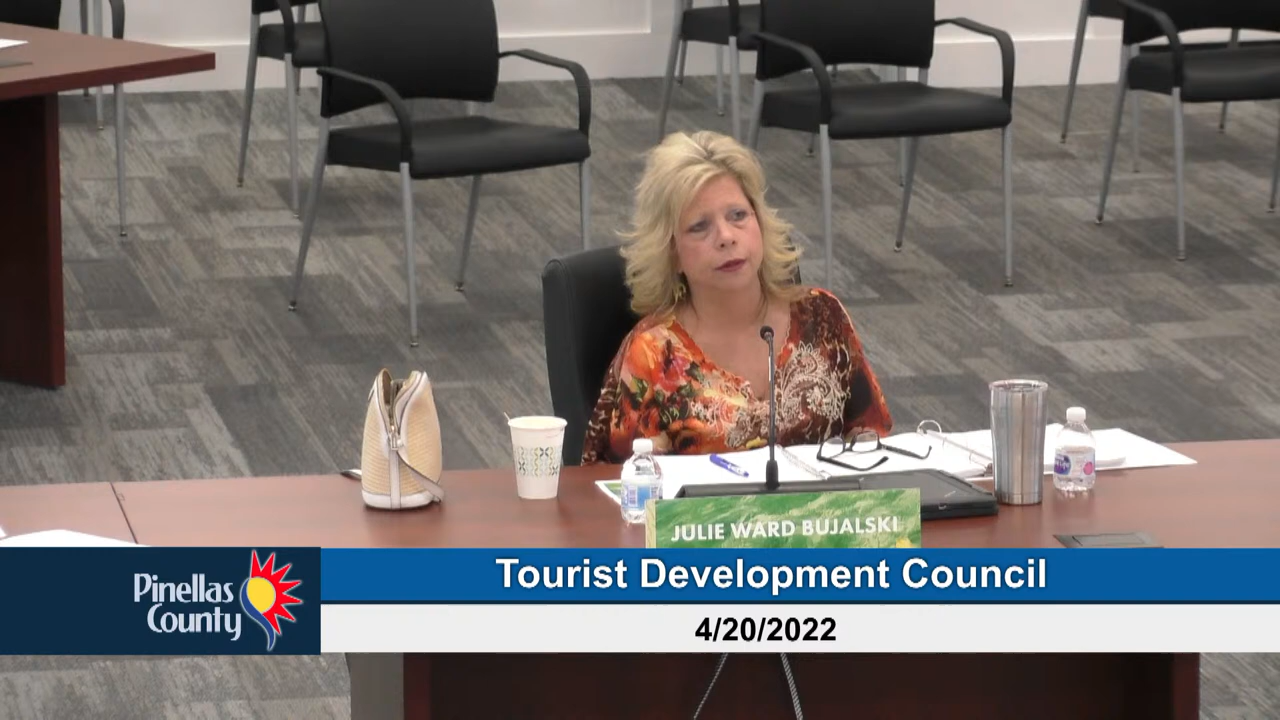 JULIE WARD BUJALSKI
Pinellas
County
Tourist Development Council
4/20/2022